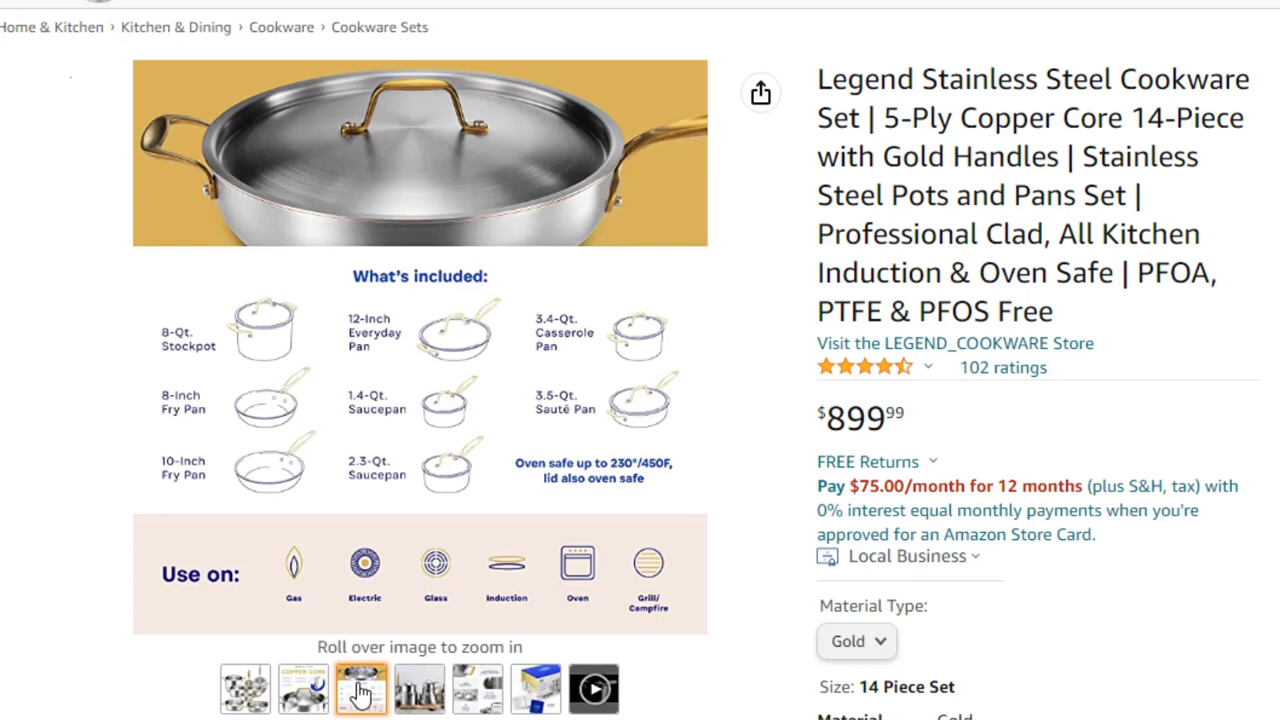 Home & Kitchen › Kitchen & Dining › Cookware › Cookware Sets
What's included:
8-Qt.
Stockpot
12-Inch
Everyday
Pan
3.4-Qt.
Casserole
Pan
8-Inch
Fry Pan
1.4-Qt.
Saucepan
3.5-Qt.
Sauté Pan
10-Inch
Fry Pan
2.3-Qt.
Saucepan
Oven safe up to 230°/450F,
lid also oven safe
Use on:
Gas
Electric
Glass
Induction
Oven
Grill/
Campfire
Roll over image to zoom in
COPPER CORE
Legend Stainless Steel Cookware
Set | 5-Ply Copper Core 14-Piece
with Gold Handles | Stainless
Steel Pots and Pans Set |
Professional Clad, All Kitchen
Induction & Oven Safe | PFOA,
PTFE & PFOS Free
Visit the LEGEND_COOKWARE Store
102 ratings
$899.99
FREE Returns
Pay $75.00/month for 12 months (plus S&H, tax) with
0% interest equal monthly payments when you're
approved for an Amazon Store Card.
Local Business
Material Type:
Gold
Size: 14 Piece Set
Material Gold